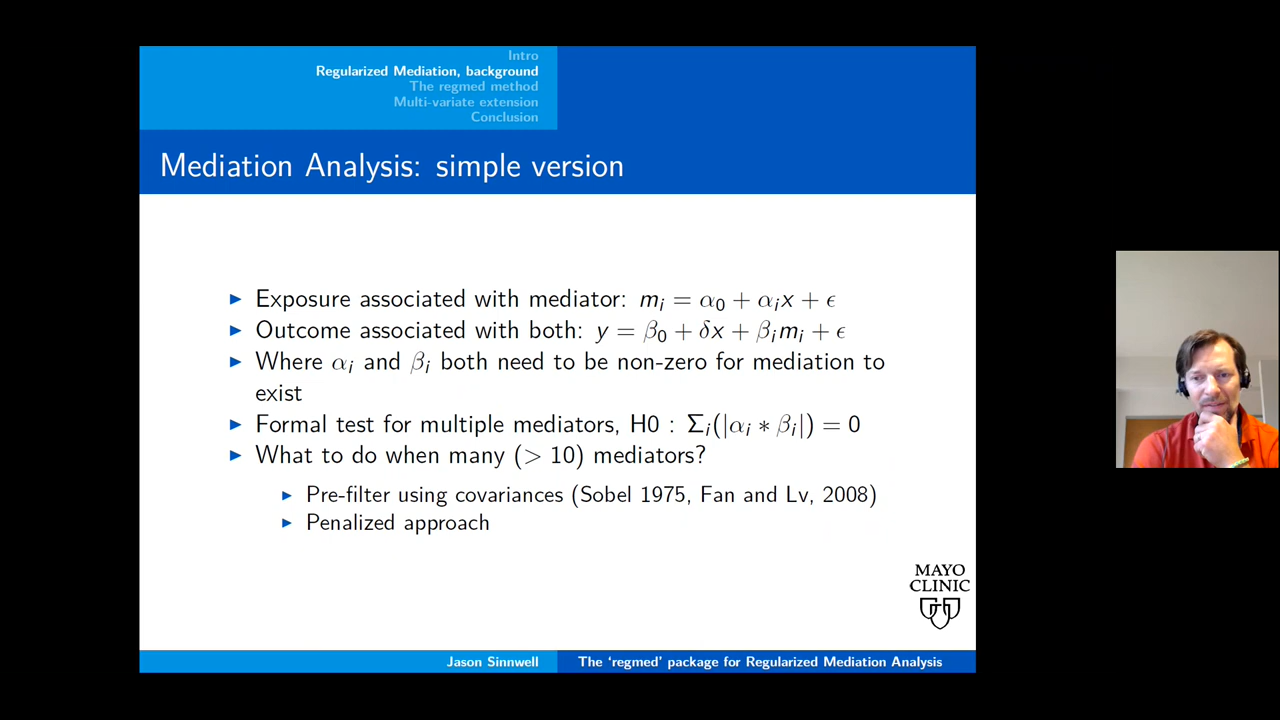 Intro
Regularized Mediation, background
The regmed method
Multi-variate extension
Conclusion
Mediation Analysis: simple version
▶ Exposure associated with mediator: mᵢ = α₀ + αᵢx + ϵ
▶ Outcome associated with both: y = β₀ + δx + βᵢmᵢ + ϵ
▶ Where αᵢ and βᵢ both need to be non-zero for mediation to
exist
▶ Formal test for multiple mediators, H0 : Σᵢ(|αᵢ ∗ βᵢ|) = 0
▶ What to do when many (> 10) mediators?
▶ Pre-filter using covariances (Sobel 1975, Fan and Lv, 2008)
▶ Penalized approach
MAYO
CLINIC
Jason Sinnwell
The ‘regmed’ package for Regularized Mediation Analysis